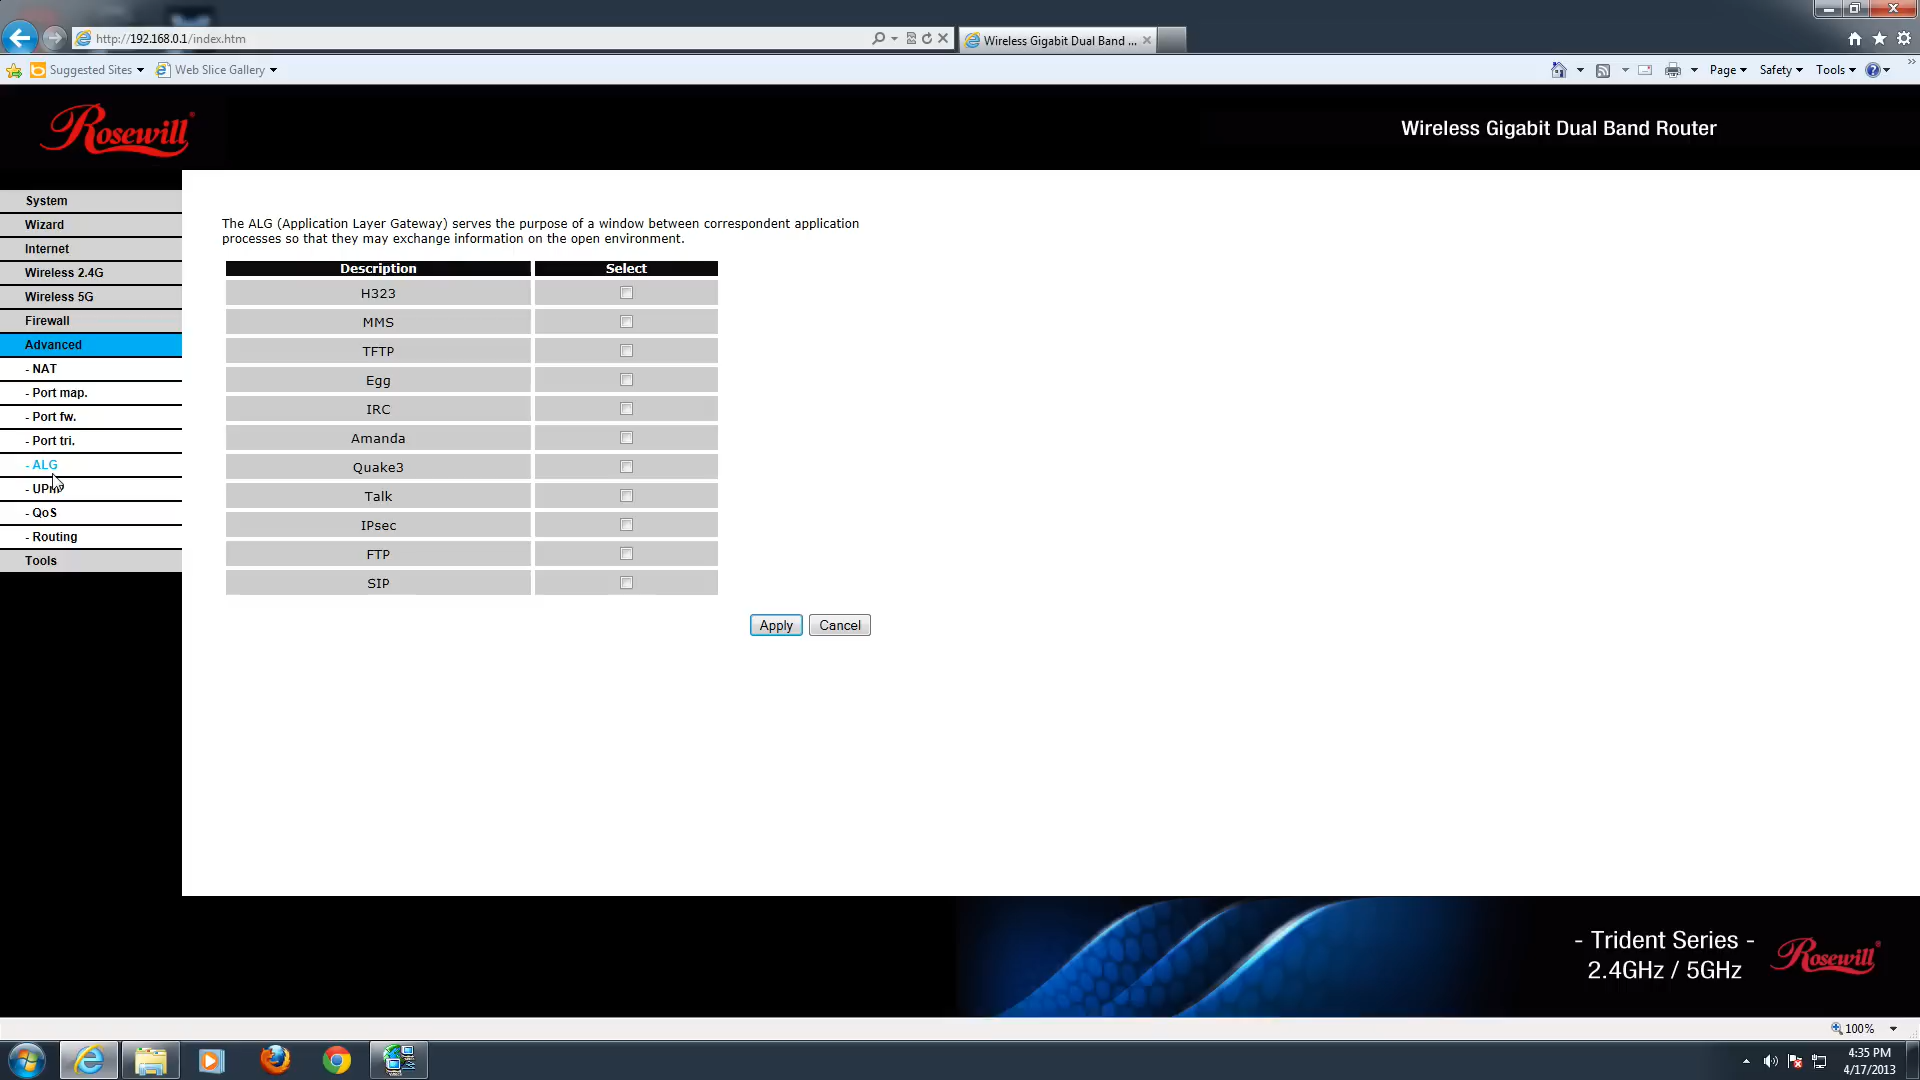 http://192.168.0.1/index.htm
Wireless Gigabit Dual Band ...
Suggested Sites
Web Slice Gallery
Page
Safety
Tools
Rosewill
Wireless Gigabit Dual Band Router
System
Wizard
Internet
Wireless 2.4G
Wireless 5G
Firewall
Advanced
- NAT
- Port map.
- Port fw.
- Port tri.
- ALG
- UPnP
- QoS
- Routing
Tools
The ALG (Application Layer Gateway) serves the purpose of a window between correspondent application
processes so that they may exchange information on the open environment.
Description Select
H323
MMS
TFTP
Egg
IRC
Amanda
Quake3
Talk
IPsec
FTP
SIP
Apply Cancel
- Trident Series -
2.4GHz / 5GHz
Rosewill
100%
4:35 PM
4/17/2013